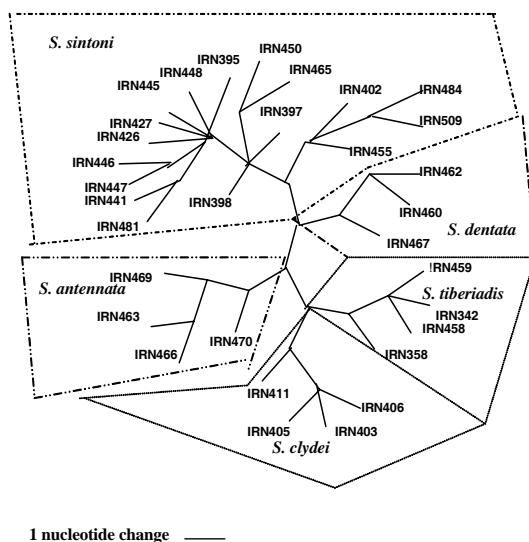 S. sintoni
IRN450
IRN395
IRN448
IRN465
IRN445
IRN402
IRN484
IRN397
IRN427
IRN509
IRN426
IRN455
IRN446
IRN462
IRN447
IRN441
IRN398
IRN460
IRN481
S. dentata
IRN467
IRN459
IRN469
S. antennata
S. tiberiadis
IRN463
IRN342
IRN458
IRN470
IRN466
IRN358
IRN411
IRN406
IRN405
IRN403
S. clydei
1 nucleotide change